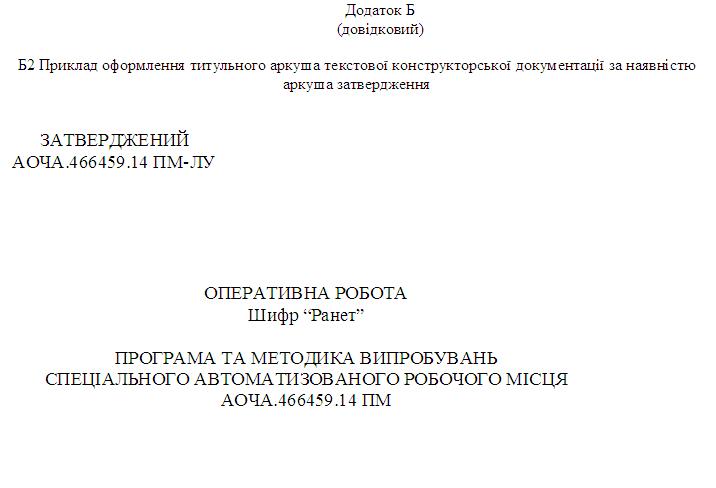 Додаток Б
(довідковий)
Б2 Приклад оформлення титульного аркуша текстової конструкторської документації за наявністю
аркуша затвердження
ЗАТВЕРДЖЕНИЙ
АОЧА.466459.14 ПМ-ЛУ
ОПЕРАТИВНА РОБОТА
Шифр “Ранет”
ПРОГРАМА ТА МЕТОДИКА ВИПРОБУВАНЬ
СПЕЦІАЛЬНОГО АВТОМАТИЗОВАНОГО РОБОЧОГО МІСЦЯ
АОЧА.466459.14 ПМ